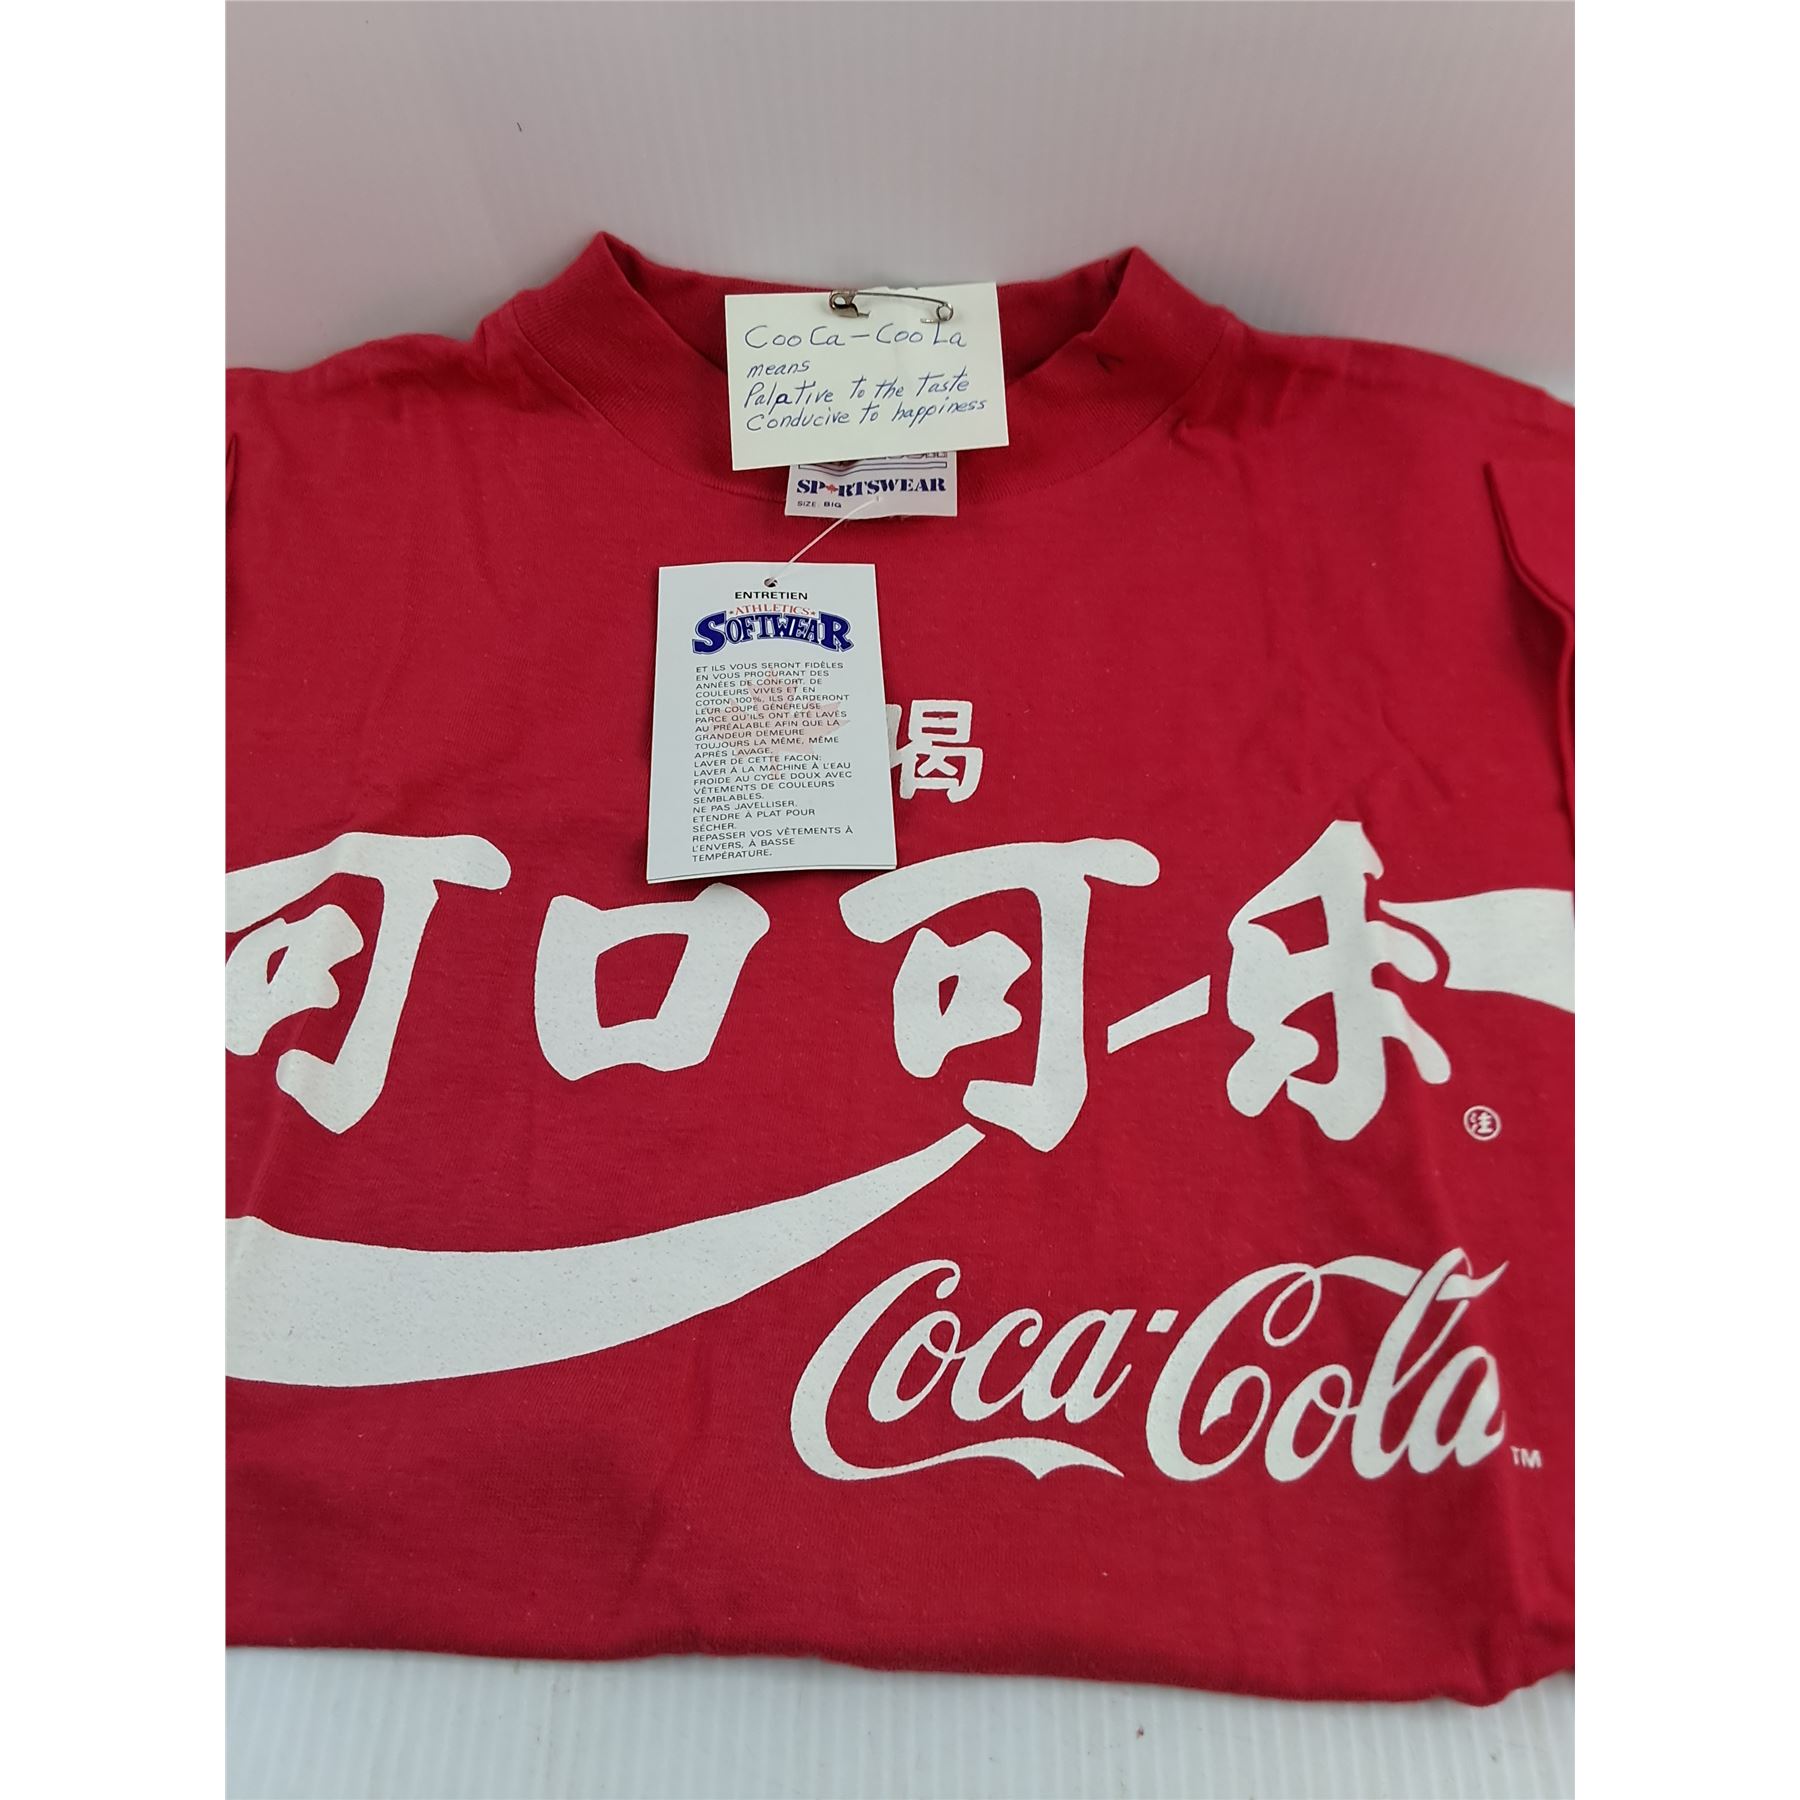 CooCa-CooLa
means
Palative to the taste
Conducive to happiness
SPORTSWEAR
SIZE: BIG
ENTRETIEN
ATHLETICS
SOFTWEAR
ET ILS VOUS SERONT FIDÈLES
EN VOUS PROCURANT DES
ANNÉES DE CONFORT. DE
COULEURS VIVES ET EN
COTON 100%, ILS GARDERONT
LEUR COUPE GÉNÉREUSE
PARCE QU'ILS ONT ÉTÉ LAVÉS
AU PRÉALABLE AFIN QUE LA
GRANDEUR DEMEURE
TOUJOURS LA MÊME, MÊME
APRÈS LAVAGE.
LAVER DE CETTE FACON:
LAVER À LA MACHINE À L'EAU
FROIDE AU CYCLE DOUX AVEC
VÊTEMENTS DE COULEURS
SEMBLABLES.
NE PAS JAVELLISER.
ETENDRE À PLAT POUR
SÉCHER.
REPASSER VOS VÊTEMENTS À
L'ENVERS, À BASSE
TEMPÉRATURE.
喝
可口可乐
注
Coca-Cola
TM